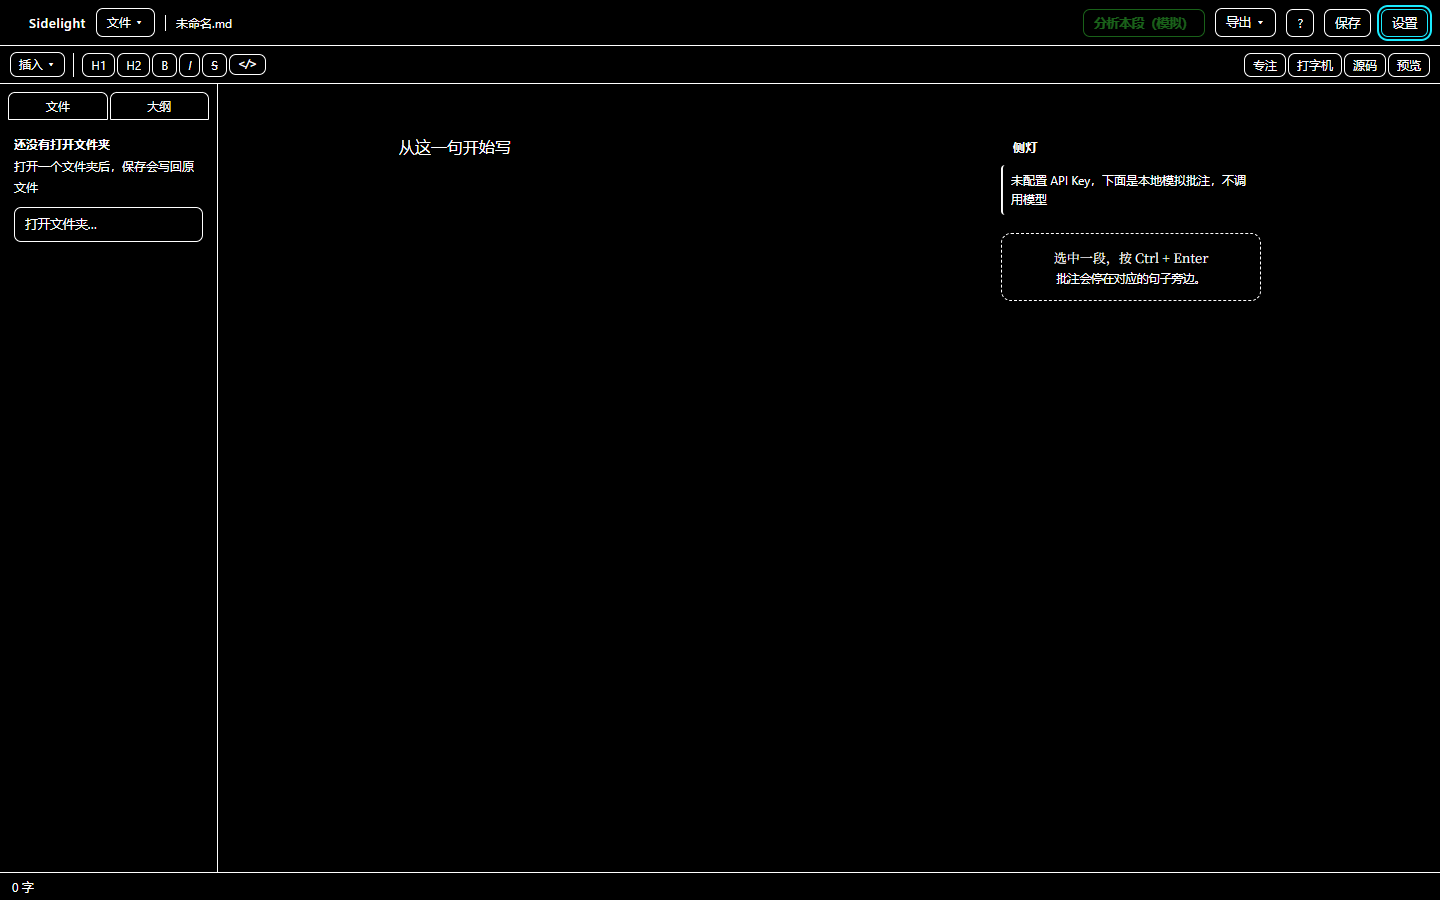 Sidelight 文件 未命名.md 分析本段（模拟） 导出 ? 保存 设置
插入 H1 H2 B I S </> 专注 打字机 源码 预览
文件 大纲
还没有打开文件夹
打开一个文件夹后，保存会写回原
文件
打开文件夹...
从这一句开始写
侧灯
未配置 API Key，下面是本地模拟批注，不调
用模型
选中一段，按 Ctrl + Enter
批注会停在对应的句子旁边。
0 字